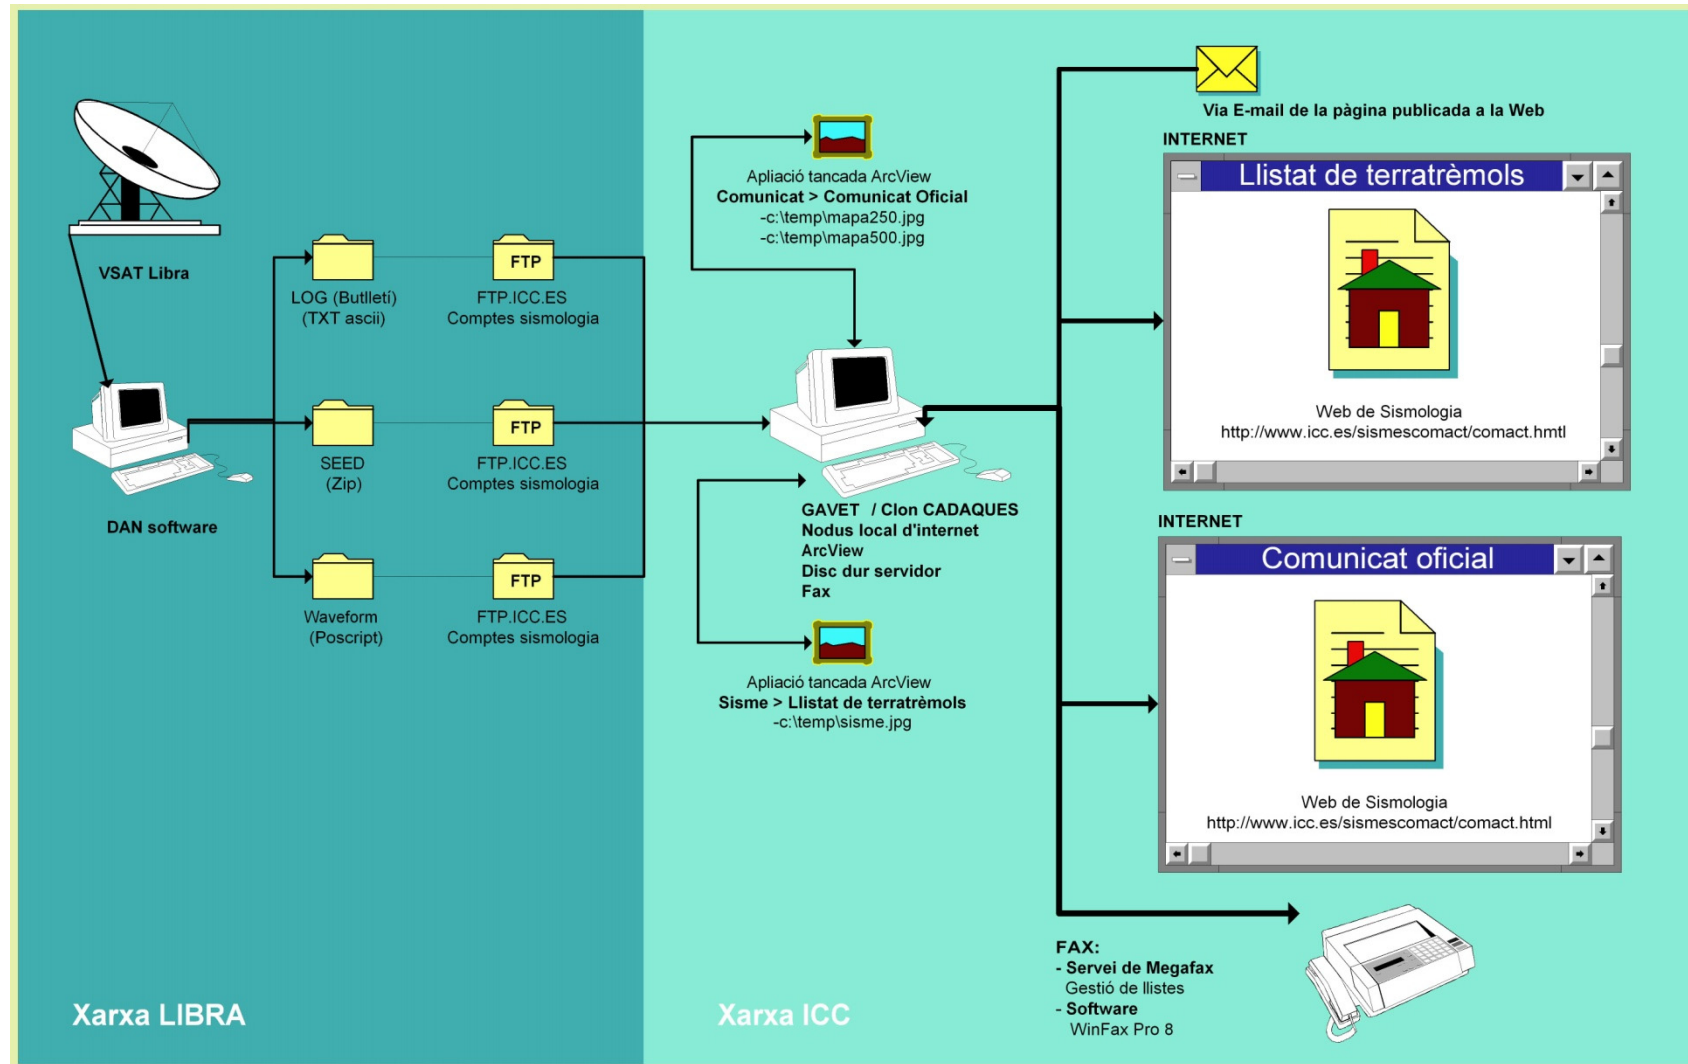 VSAT Libra
DAN software
LOG (Butlletí)
(TXT ascii)
FTP
FTP.ICC.ES
Comptes sismologia
SEED
(Zip)
FTP
FTP.ICC.ES
Comptes sismologia
Waveform
(Poscript)
FTP
FTP.ICC.ES
Comptes sismologia
Xarxa LIBRA
Apliació tancada ArcView
Comunicat > Comunicat Oficial
-c:\temp\mapa250.jpg
-c:\temp\mapa500.jpg
GAVET / Clon CADAQUES
Nodus local d'internet
ArcView
Disc dur servidor
Fax
Apliació tancada ArcView
Sisme > Llistat de terratrèmols
-c:\temp\sisme.jpg
Xarxa ICC
Via E-mail de la pàgina publicada a la Web
INTERNET
Llistat de terratrèmols
Web de Sismologia
http://www.icc.es/sismescomact/comact.hmtl
INTERNET
Comunicat oficial
Web de Sismologia
http://www.icc.es/sismescomact/comact.html
FAX:
- Servei de Megafax
Gestió de llistes
- Software
WinFax Pro 8